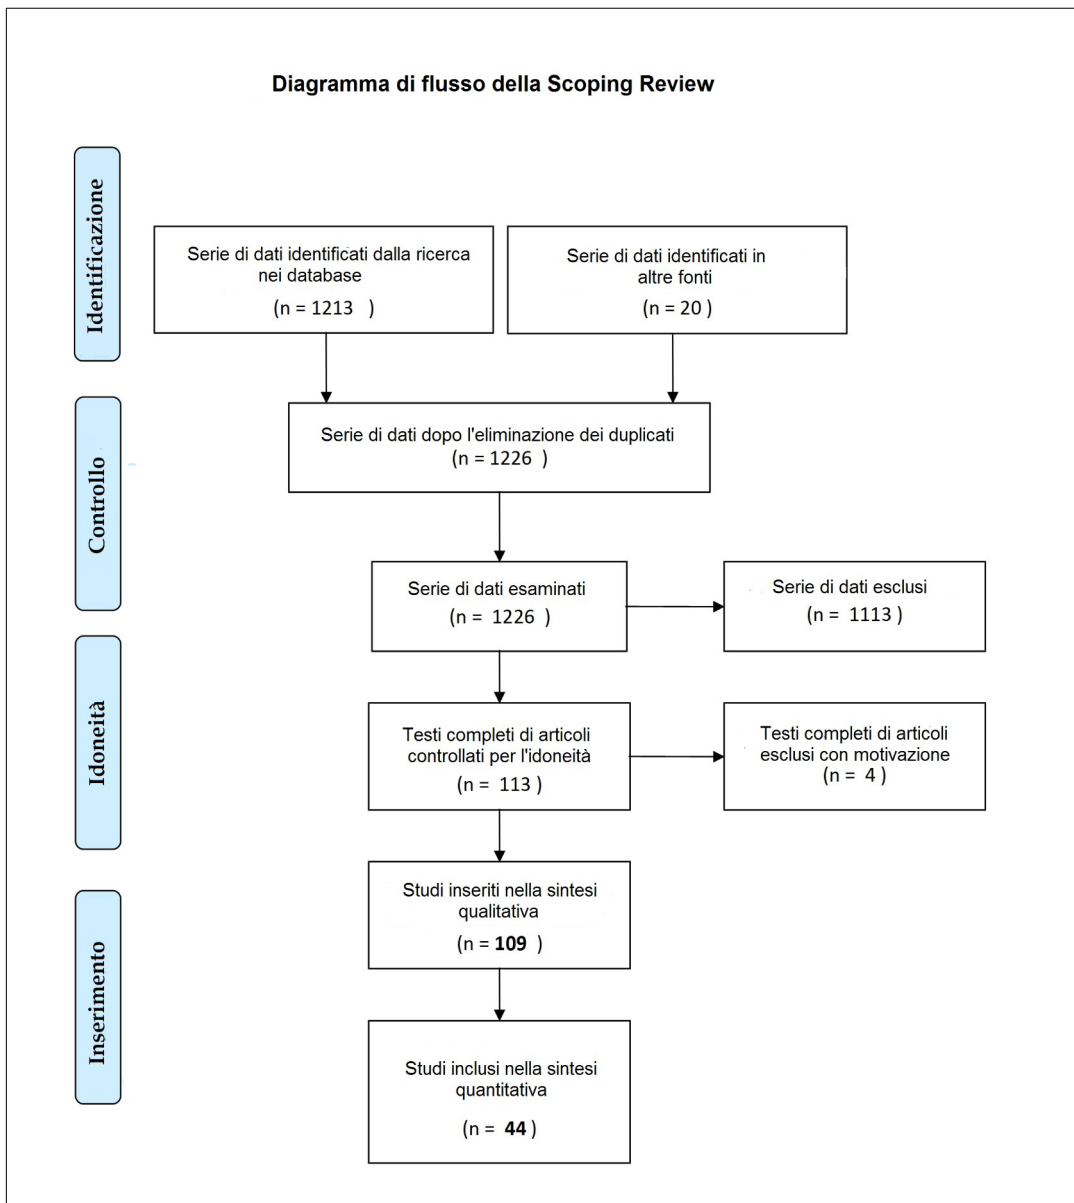 Diagramma di flusso della Scoping Review
Identificazione
Serie di dati identificati dalla ricerca
nei database
(n = 1213 )
Serie di dati identificati in
altre fonti
(n = 20 )
Controllo
Serie di dati dopo l'eliminazione dei duplicati
(n = 1226 )
Serie di dati esaminati
(n = 1226 )
Serie di dati esclusi
(n = 1113 )
Idoneità
Testi completi di articoli
controllati per l'idoneità
(n = 113 )
Testi completi di articoli
esclusi con motivazione
(n = 4 )
Inserimento
Studi inseriti nella sintesi
qualitativa
(n = 109 )
Studi inclusi nella sintesi
quantitativa
(n = 44 )